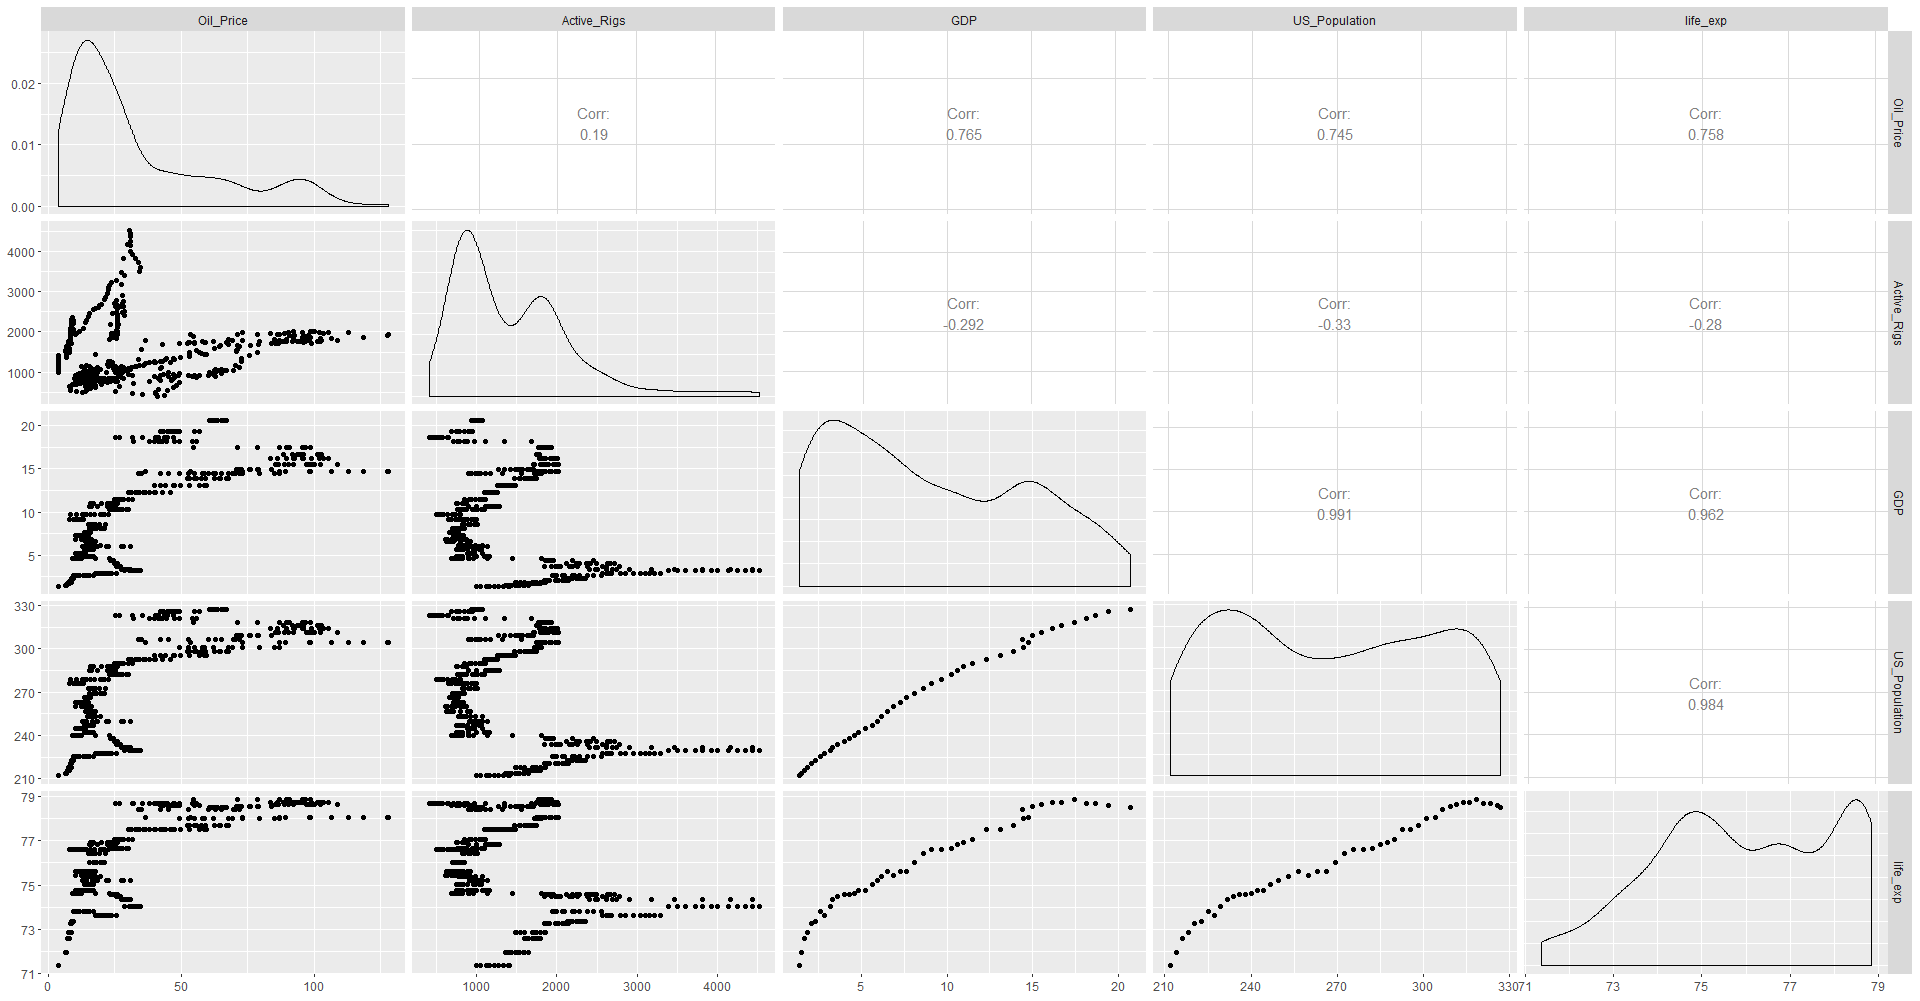 Oil_Price Active_Rigs GDP US_Population life_exp
0.02
0.01
0.00
Corr:
0.19
Corr:
0.765
Corr:
0.745
Corr:
0.758
Oil_Price
4000
3000
2000
1000
Corr:
-0.292
Corr:
-0.33
Corr:
-0.28
Active_Rigs
20
15
10
5
Corr:
0.991
Corr:
0.962
GDP
330
300
270
240
210
Corr:
0.984
US_Population
79
77
75
73
71
life_exp
0 50 100 1000 2000 3000 4000 5 10 15 20 210 240 270 300 330 71 73 75 77 79